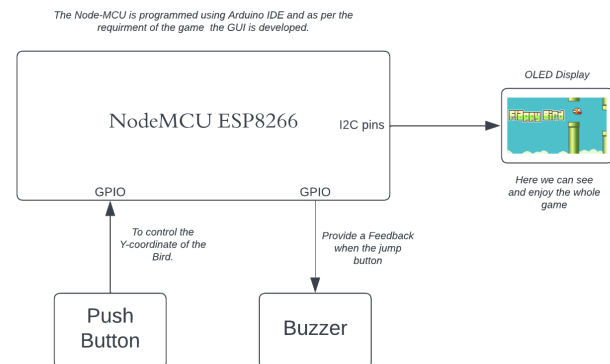 The Node-MCU is programmed using Arduino IDE and as per the
requirment of the game the GUI is developed.
OLED Display
NodeMCU ESP8266
I2C pins
Flappy Bird
GPIO
GPIO
Here we can see
and enjoy the whole
game
To control the
Y-coordinate of the
Bird.
Provide a Feedback
when the jump
button
Push
Button
Buzzer